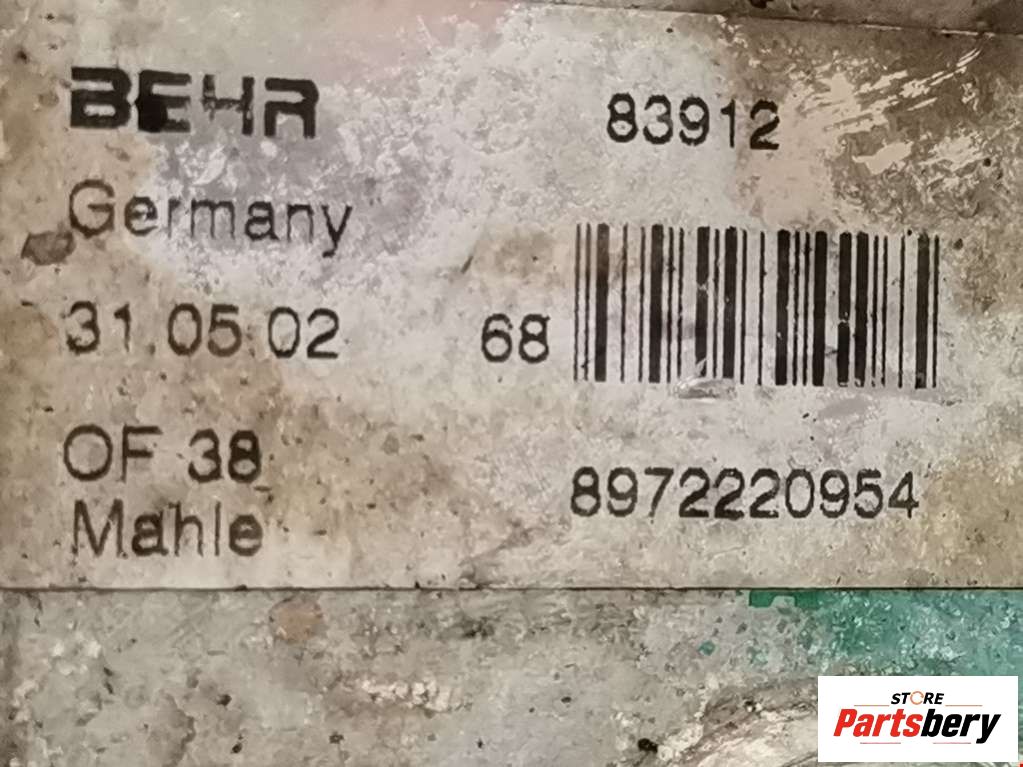 BEHR
83912
Germany
31.05.02
68
OF 38
8972220954
Mahle
STORE
Partsbery